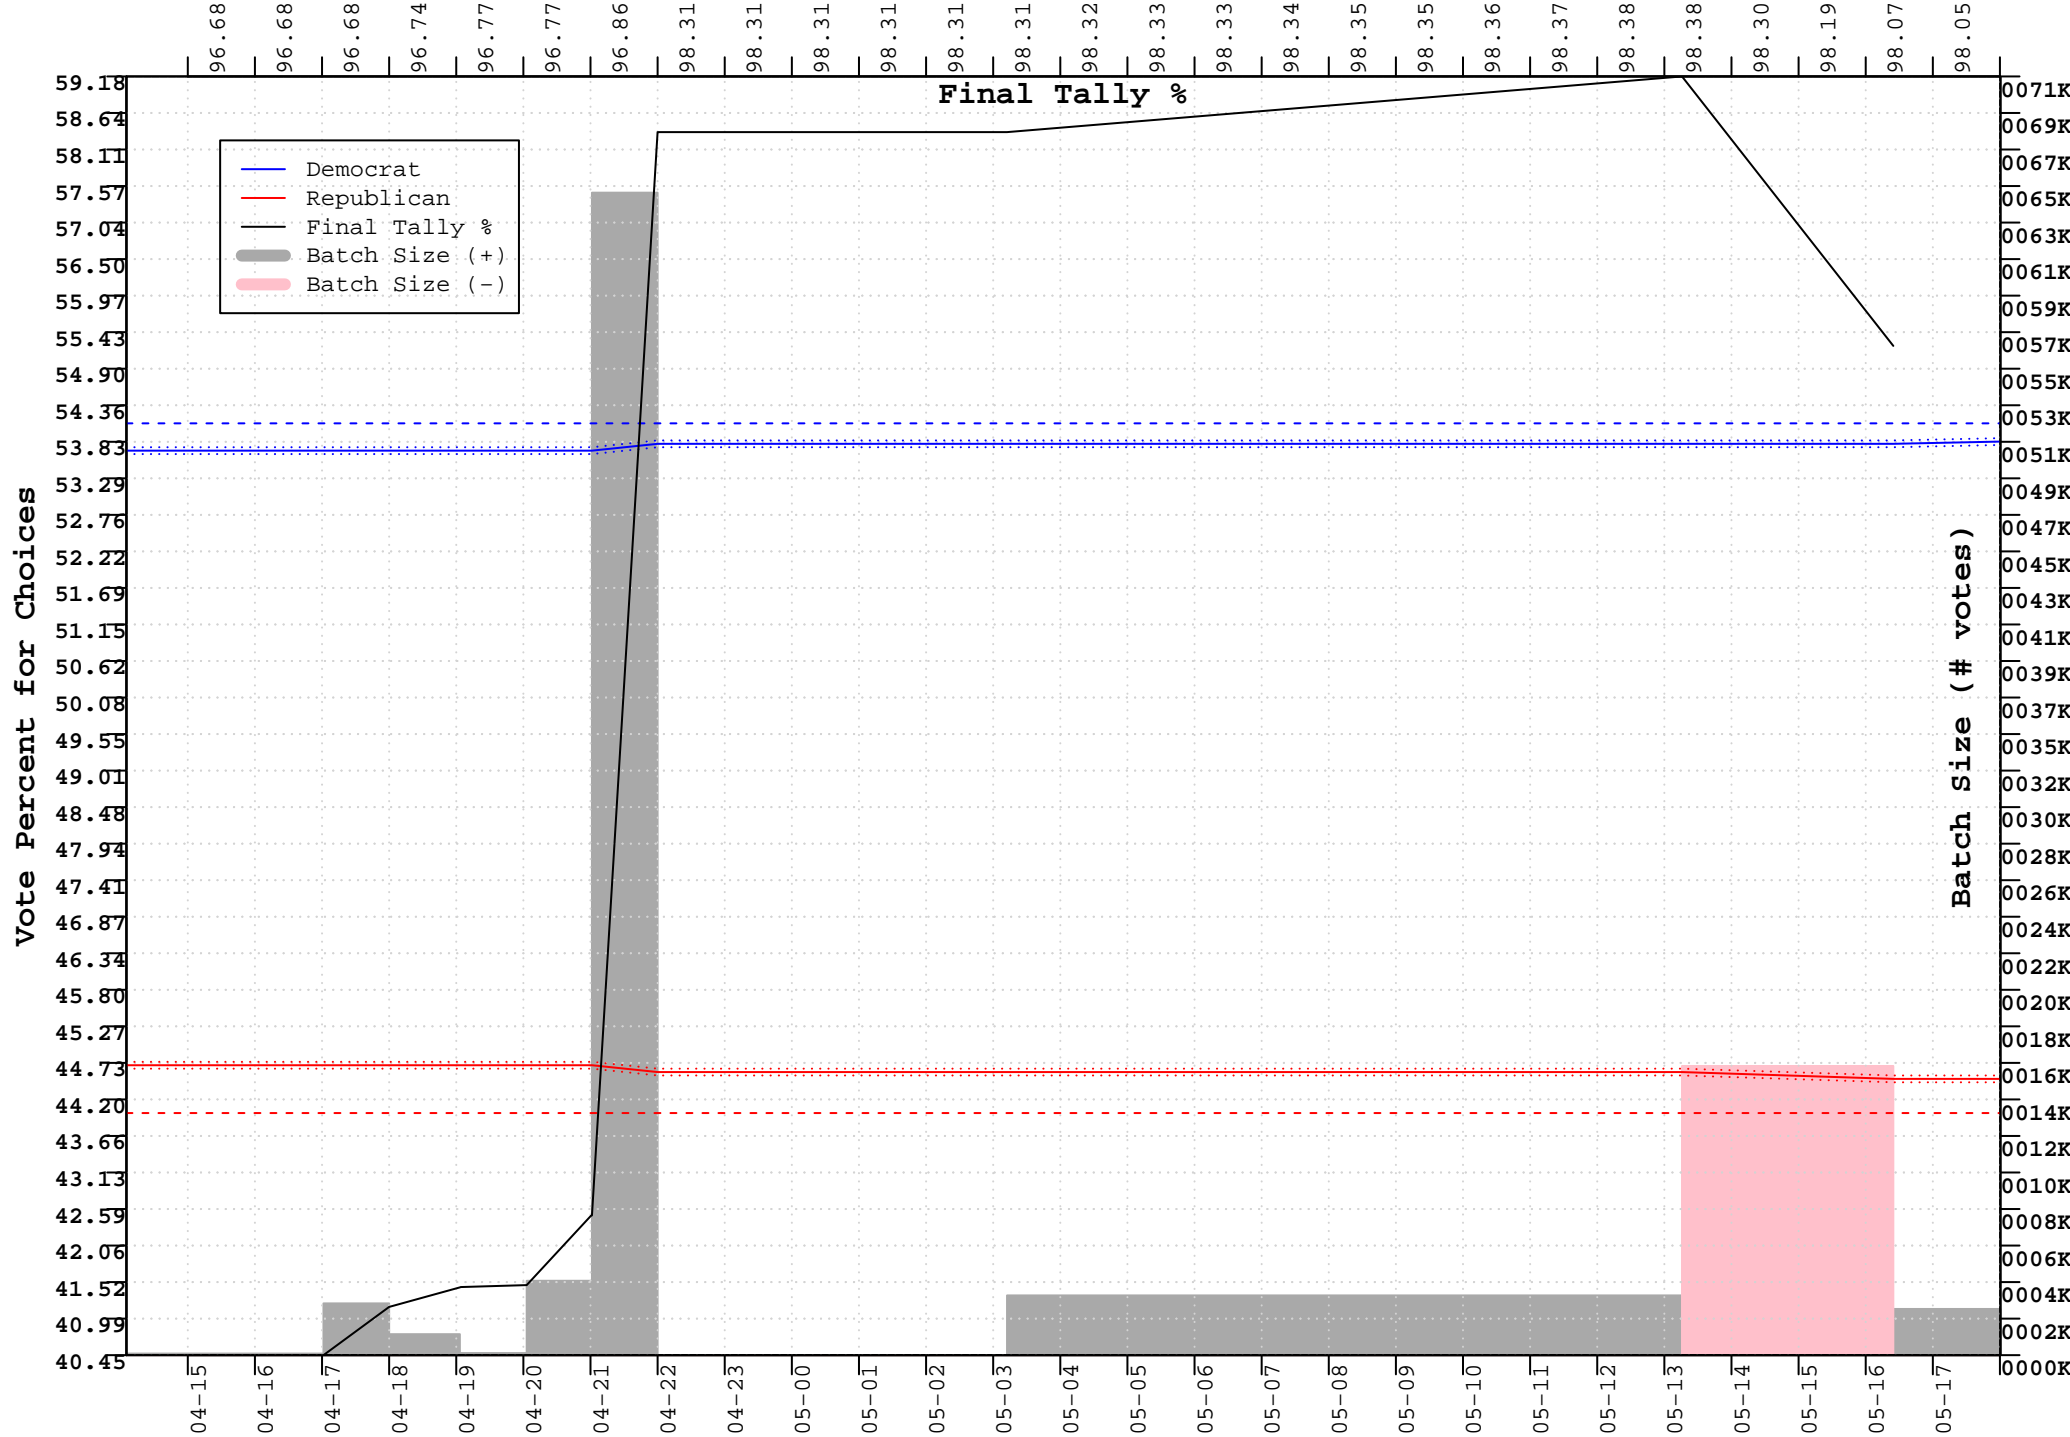 96.68
96.68
96.68
96.74
96.77
96.77
96.86
98.31
98.31
98.31
98.31
98.31
98.31
98.32
98.33
98.33
98.34
98.35
98.35
98.36
98.37
98.38
98.38
98.30
98.19
98.07
98.05
Final Tally %
59.18
58.64
58.11
57.57
57.04
56.50
55.97
55.43
54.90
54.36
53.83
53.29
52.76
52.22
51.69
51.15
50.62
50.08
49.55
49.01
48.48
47.94
47.41
46.87
46.34
45.80
45.27
44.73
44.20
43.66
43.13
42.59
42.06
41.52
40.99
40.45
Vote Percent for Choices
Democrat
Republican
Final Tally %
Batch Size (+)
Batch Size (-)
0071K
0069K
0067K
0065K
0063K
0061K
0059K
0057K
0055K
0053K
0051K
0049K
0047K
0045K
0043K
0041K
0039K
0037K
0035K
0032K
0030K
0028K
0026K
0024K
0022K
0020K
0018K
0016K
0014K
0012K
0010K
0008K
0006K
0004K
0002K
0000K
Batch Size (# votes)
04-15
04-16
04-17
04-18
04-19
04-20
04-21
04-22
04-23
05-00
05-01
05-02
05-03
05-04
05-05
05-06
05-07
05-08
05-09
05-10
05-11
05-12
05-13
05-14
05-15
05-16
05-17